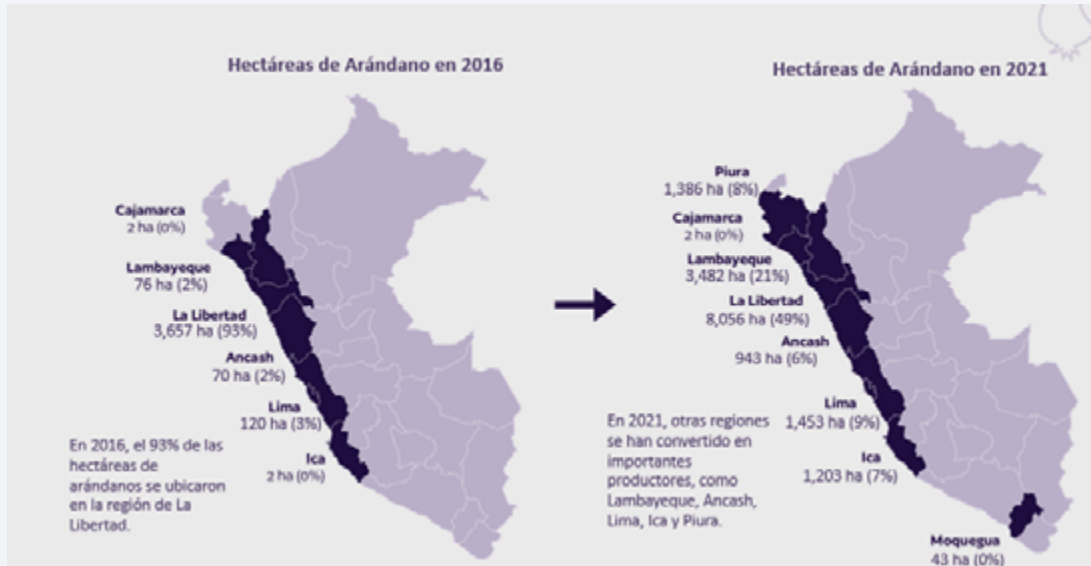 Hectáreas de Arándano en 2016
Cajamarca
2 ha (0%)
Lambayeque
76 ha (2%)
La Libertad
3,657 ha (93%)
Ancash
70 ha (2%)
Lima
120 ha (3%)
Ica
2 ha (0%)
En 2016, el 93% de las
hectáreas de
arándanos se ubicaron
en la región de La
Libertad.
Hectáreas de Arándano en 2021
Piura
1,386 ha (8%)
Cajamarca
2 ha (0%)
Lambayeque
3,482 ha (21%)
La Libertad
8,056 ha (49%)
Ancash
943 ha (6%)
Lima
1,453 ha (9%)
Ica
1,203 ha (7%)
Moquegua
43 ha (0%)
En 2021, otras regiones
se han convertido en
importantes
productores, como
Lambayeque, Ancash,
Lima, Ica y Piura.